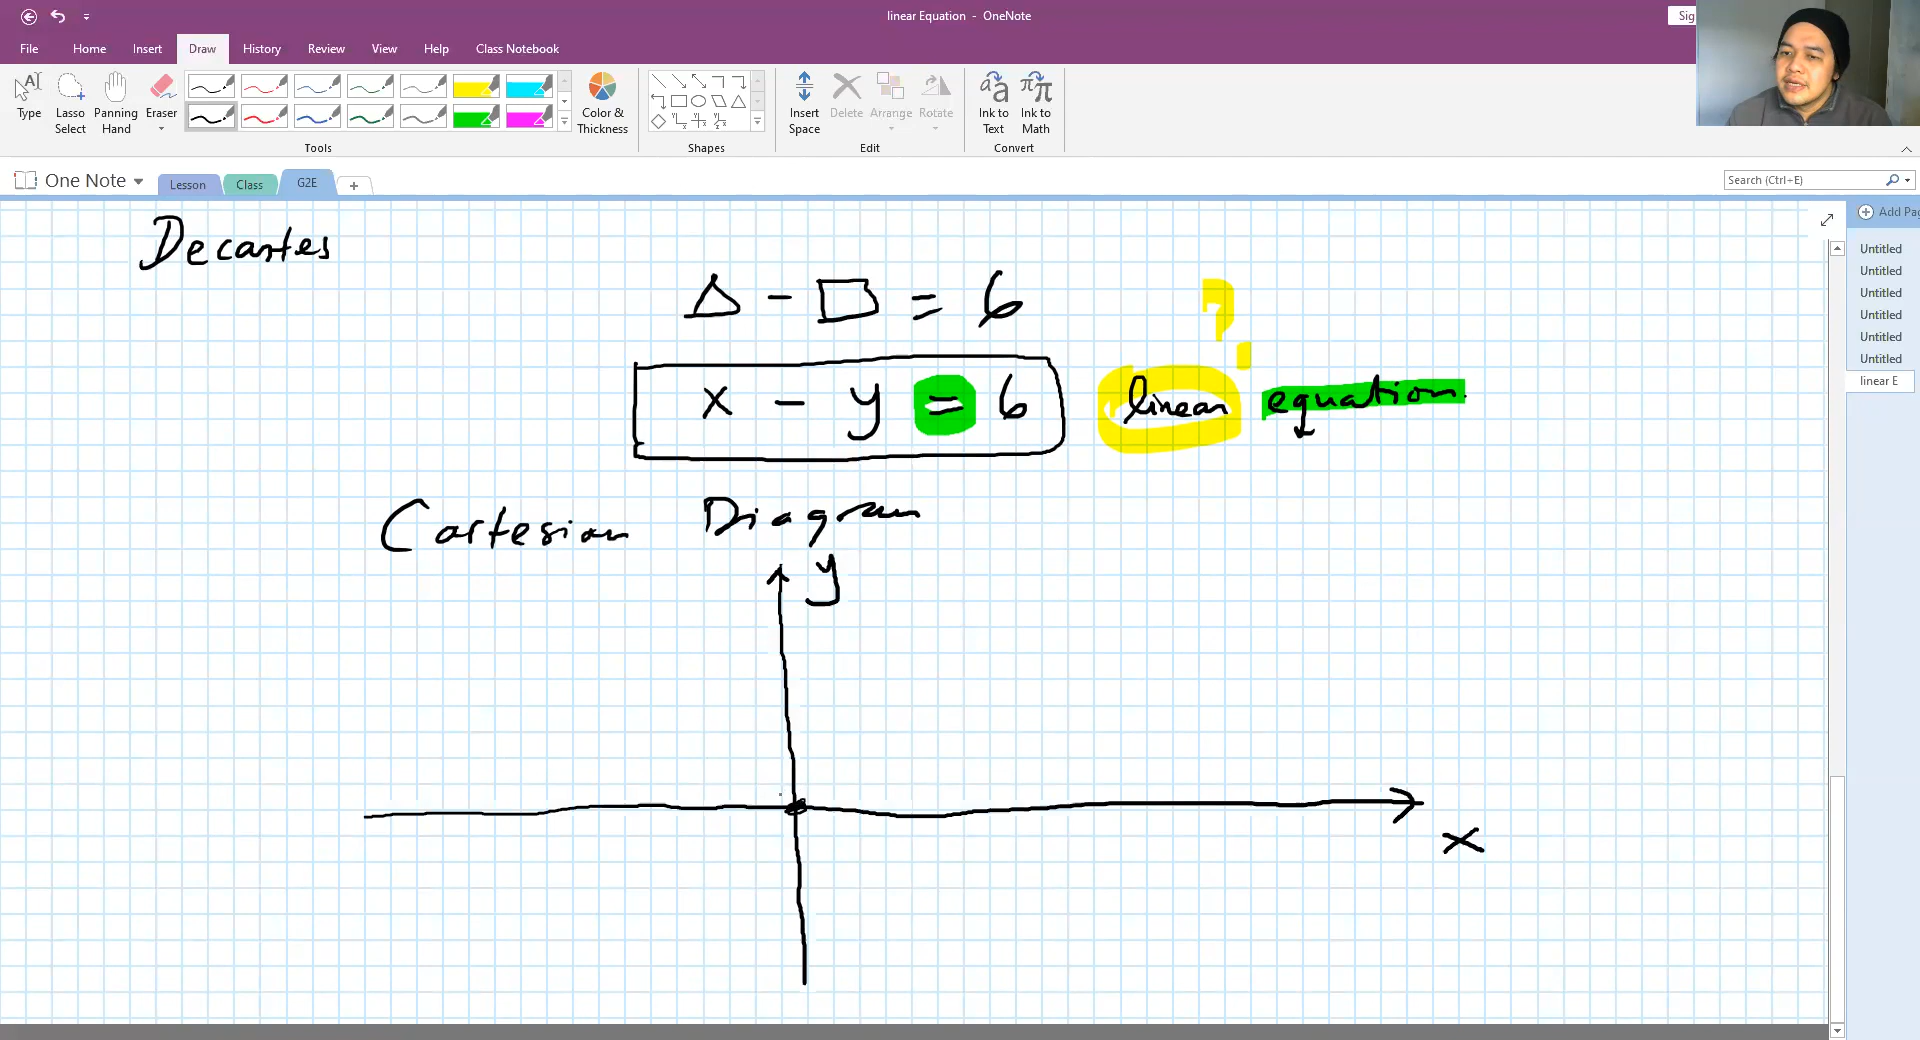 linear Equation - OneNote
Sig
File Home Insert Draw History Review View Help Class Notebook
Type
Lasso Select
Panning Hand
Eraser
Color & Thickness
Insert Space
Delete
Arrange
Rotate
Ink to Text
Ink to Math
Tools
Shapes
Edit
Convert
One Note
Lesson
Class
G2E
Search (Ctrl+E)
Add Pag
Untitled
Untitled
Untitled
Untitled
Untitled
Untitled
linear E
Decartes
△ - □ = 6
?
x - y = 6 linear equation
Cartesian Diagram
y
x